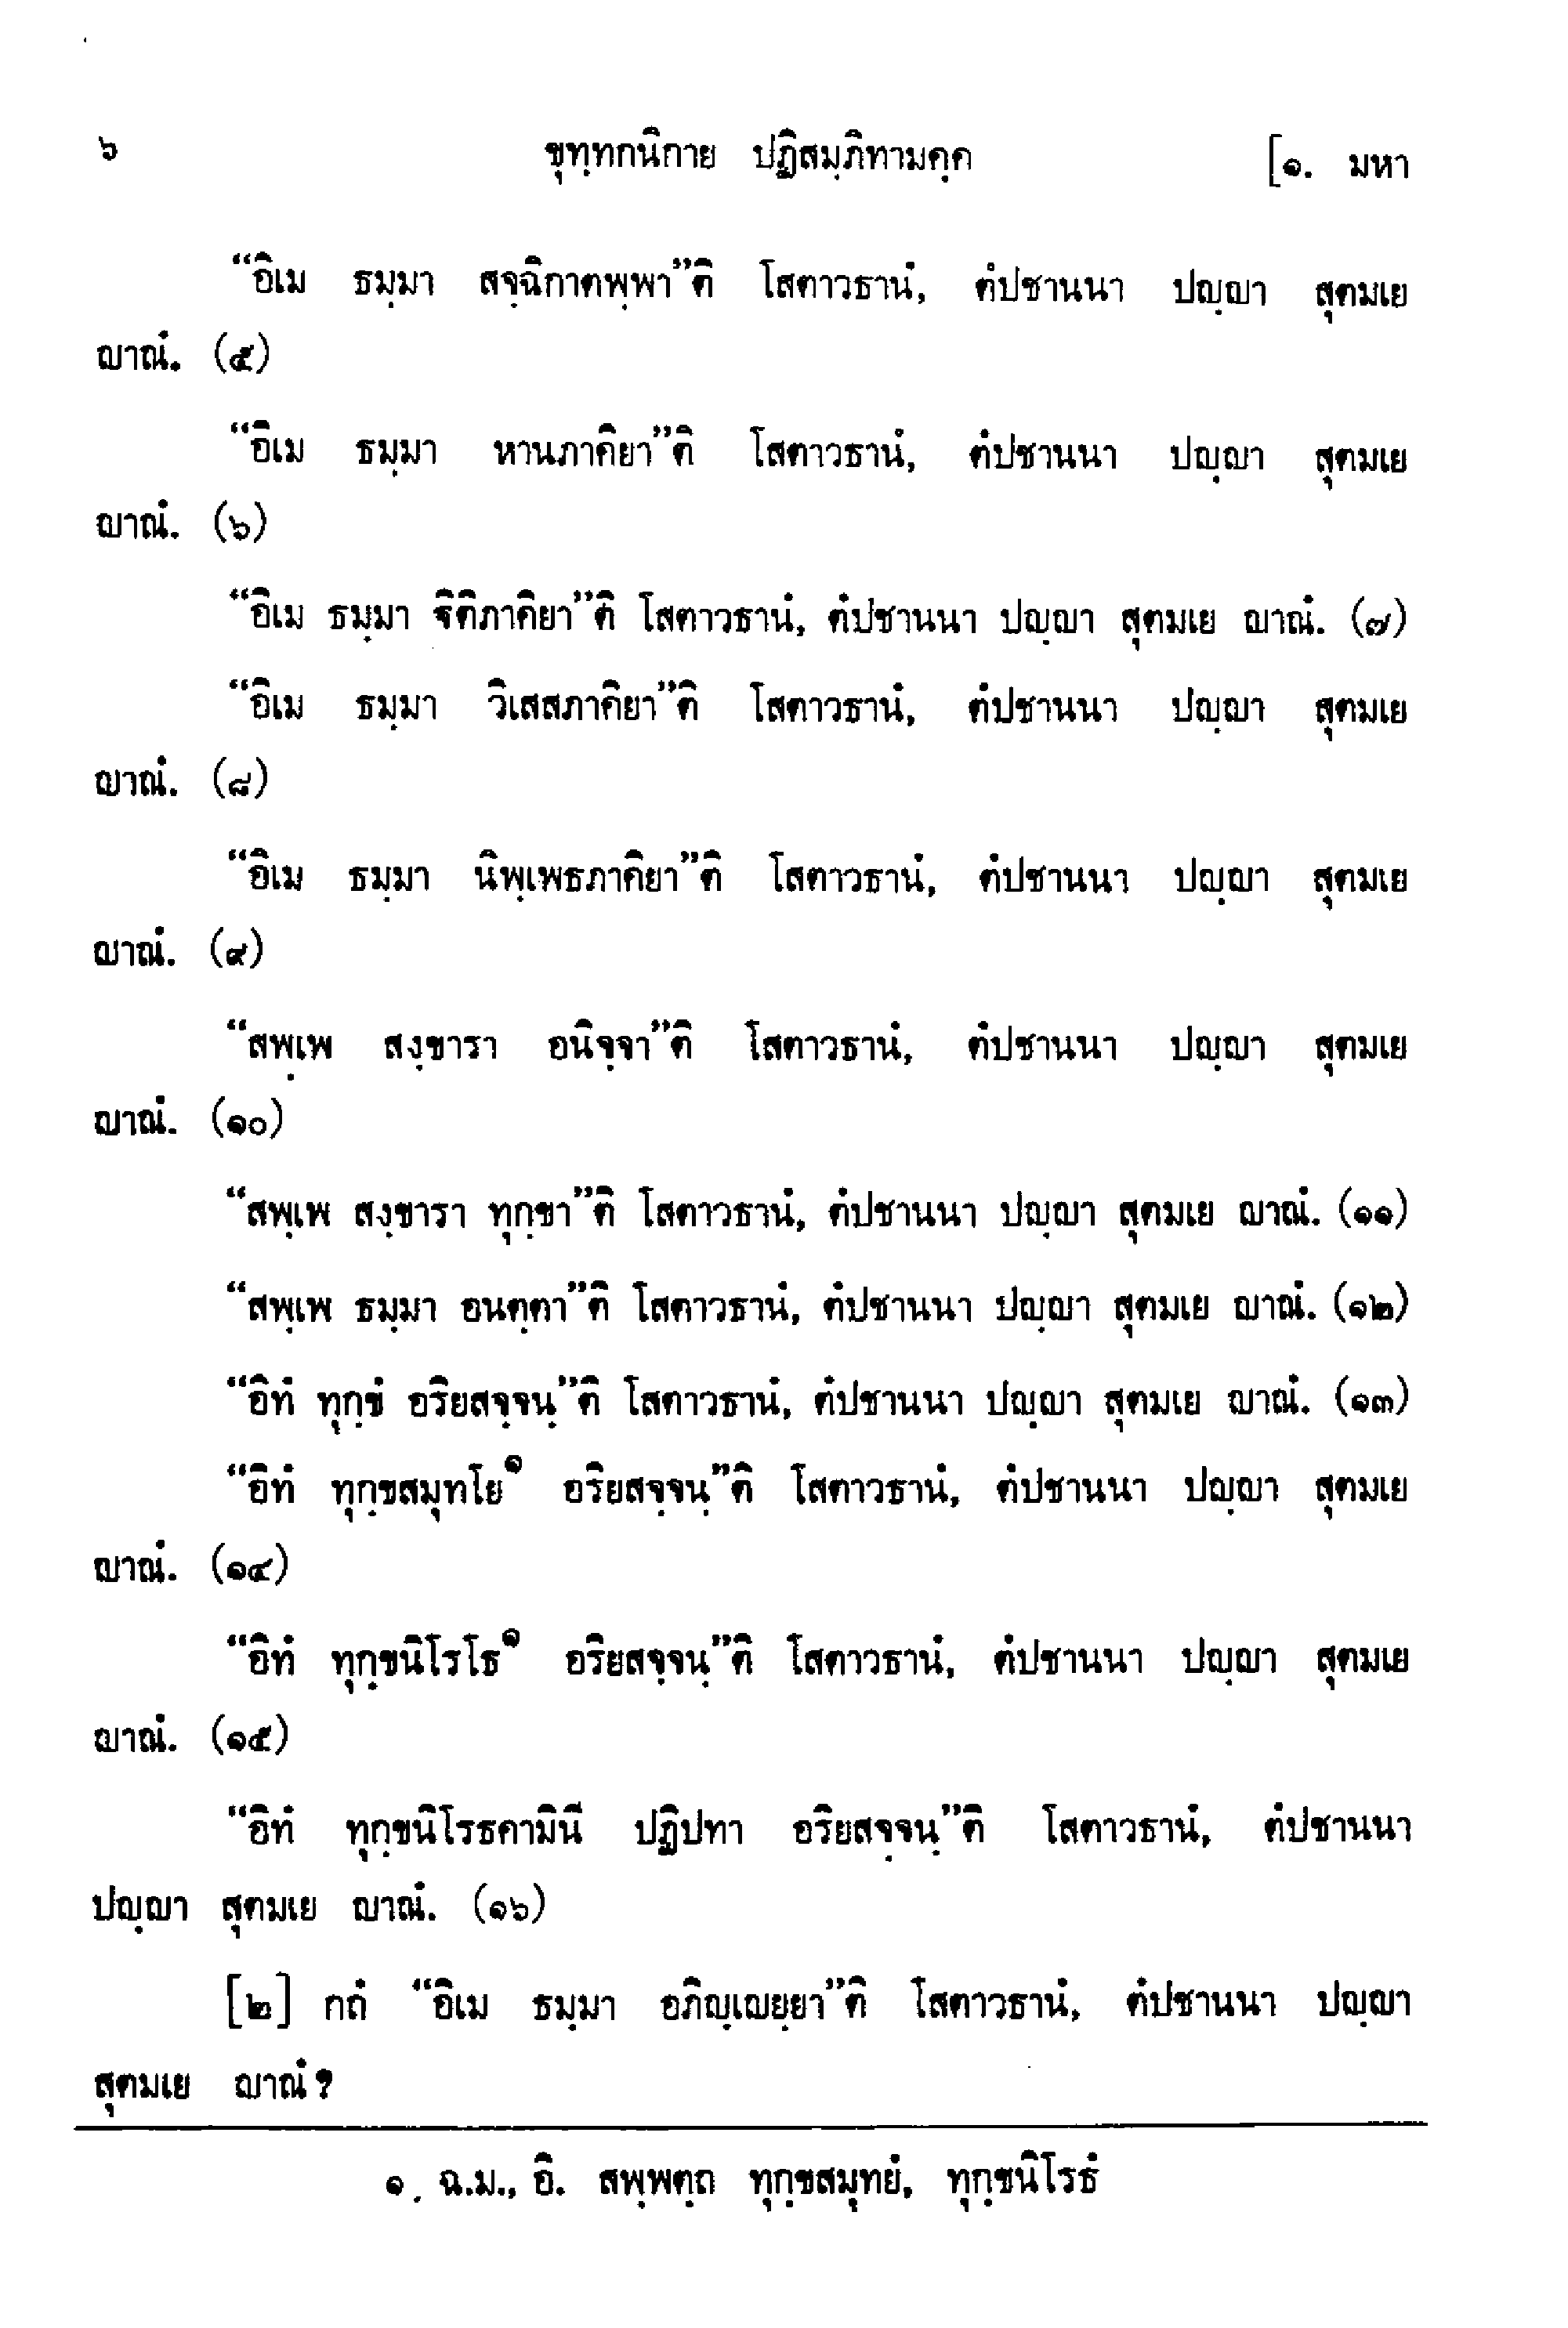 ๖ ขุทฺทกนิกาย ปฏิสมฺภิทามคฺค [๑. มหา
“อิเม ธมฺมา สจฺฉิกาตพฺพา”ติ โสตาวธานํ, ตํปชานนา ปญฺญา สุตมเย
ญาณํ. (๕)
“อิเม ธมฺมา หานภาคิยา”ติ โสตาวธานํ, ตํปชานนา ปญฺญา สุตมเย
ญาณํ. (๖)
“อิเม ธมฺมา ฐิติภาคิยา”ติ โสตาวธานํ, ตํปชานนา ปญฺญา สุตมเย ญาณํ. (๗)
“อิเม ธมฺมา วิเสสภาคิยา”ติ โสตาวธานํ, ตํปชานนา ปญฺญา สุตมเย
ญาณํ. (๘)
“อิเม ธมฺมา นิพฺเพธภาคิยา”ติ โสตาวธานํ, ตํปชานนา ปญฺญา สุตมเย
ญาณํ. (๙)
“สพฺเพ สงฺขารา อนิจฺจา”ติ โสตาวธานํ, ตํปชานนา ปญฺญา สุตมเย
ญาณํ. (๑๐)
“สพฺเพ สงฺขารา ทุกฺขา”ติ โสตาวธานํ, ตํปชานนา ปญฺญา สุตมเย ญาณํ. (๑๑)
“สพฺเพ ธมฺมา อนตฺตา”ติ โสตาวธานํ, ตํปชานนา ปญฺญา สุตมเย ญาณํ. (๑๒)
“อิทํ ทุกฺขํ อริยสจฺจนฺ”ติ โสตาวธานํ, ตํปชานนา ปญฺญา สุตมเย ญาณํ. (๑๓)
“อิทํ ทุกฺขสมุทโย๑ อริยสจฺจนฺ”ติ โสตาวธานํ, ตํปชานนา ปญฺญา สุตมเย
ญาณํ. (๑๔)
“อิทํ ทุกฺขนิโรโธ๑ อริยสจฺจนฺ”ติ โสตาวธานํ, ตํปชานนา ปญฺญา สุตมเย
ญาณํ. (๑๕)
“อิทํ ทุกฺขนิโรธคามินี ปฏิปทา อริยสจฺจนฺ”ติ โสตาวธานํ, ตํปชานนา
ปญฺญา สุตมเย ญาณํ. (๑๖)
[๒] กถํ “อิเม ธมฺมา อภิญฺเญยฺยา”ติ โสตาวธานํ, ตํปชานนา ปญฺญา
สุตมเย ญาณํ?
๑. ฉ.ม., อิ. สพฺพตฺถ ทุกฺขสมุทยํ, ทุกฺขนิโรธํ